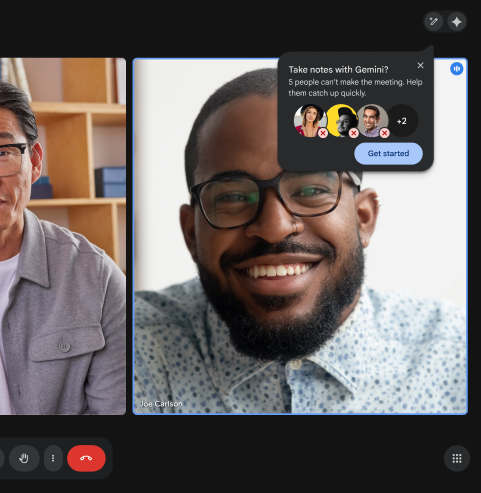 Take notes with Gemini?
5 people can't make the meeting. Help
them catch up quickly.
+2
Get started
Joe Carlson